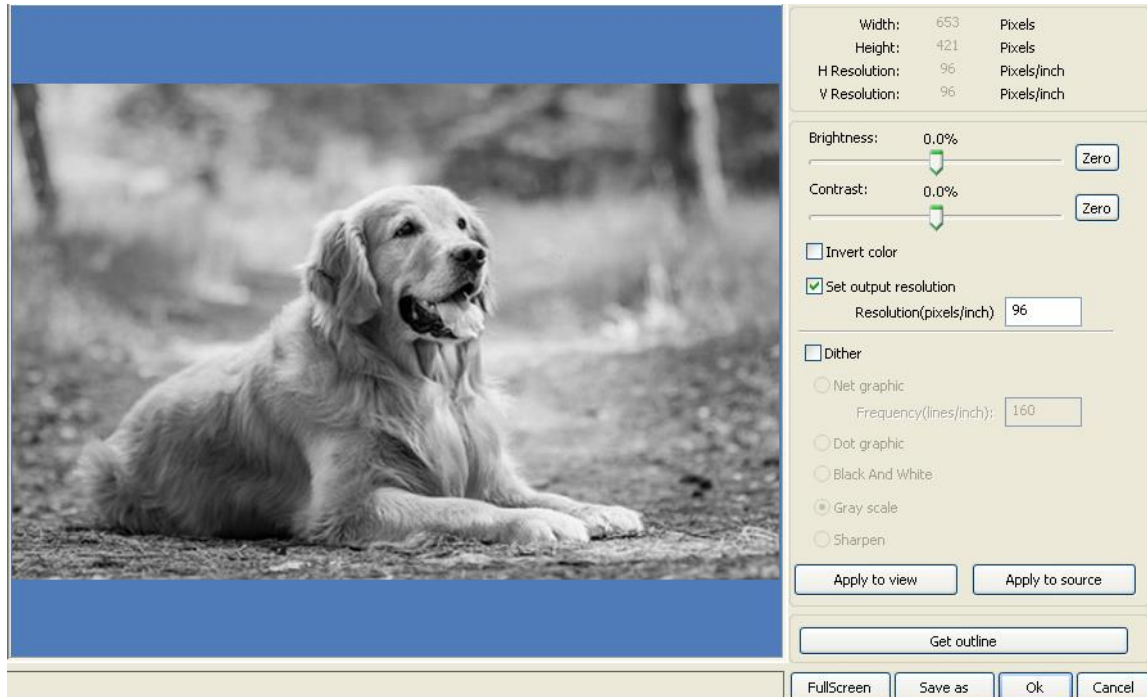 Width: 653 Pixels
Height: 421 Pixels
H Resolution: 96 Pixels/inch
V Resolution: 96 Pixels/inch
Brightness: 0.0% Zero
Contrast: 0.0% Zero
Invert color
Set output resolution
Resolution(pixels/inch) 96
Dither
Net graphic
Frequency(lines/inch): 160
Dot graphic
Black And White
Gray scale
Sharpen
Apply to view Apply to source
Get outline
FullScreen Save as Ok Cancel